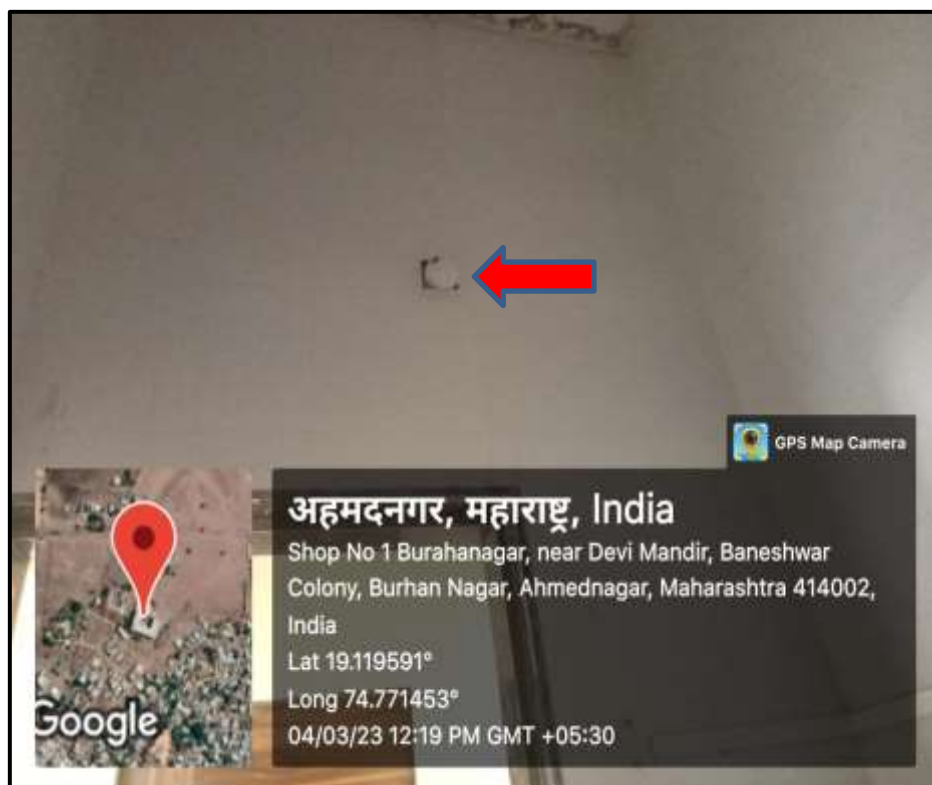 GPS Map Camera
अहमदनगर, महाराष्ट्र, India
Shop No 1 Burahanagar, near Devi Mandir, Baneshwar
Colony, Burhan Nagar, Ahmednagar, Maharashtra 414002,
India
Lat 19.119591°
Long 74.771453°
04/03/23 12:19 PM GMT +05:30
Google